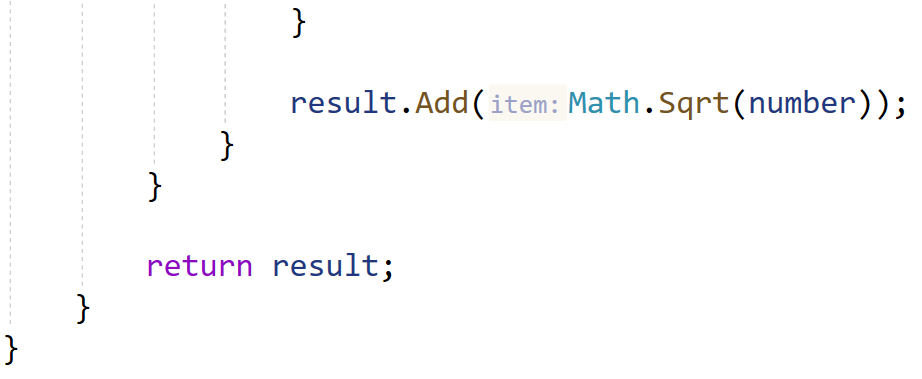 }
result.Add(item:Math.Sqrt(number));
}
}
return result;
}
}